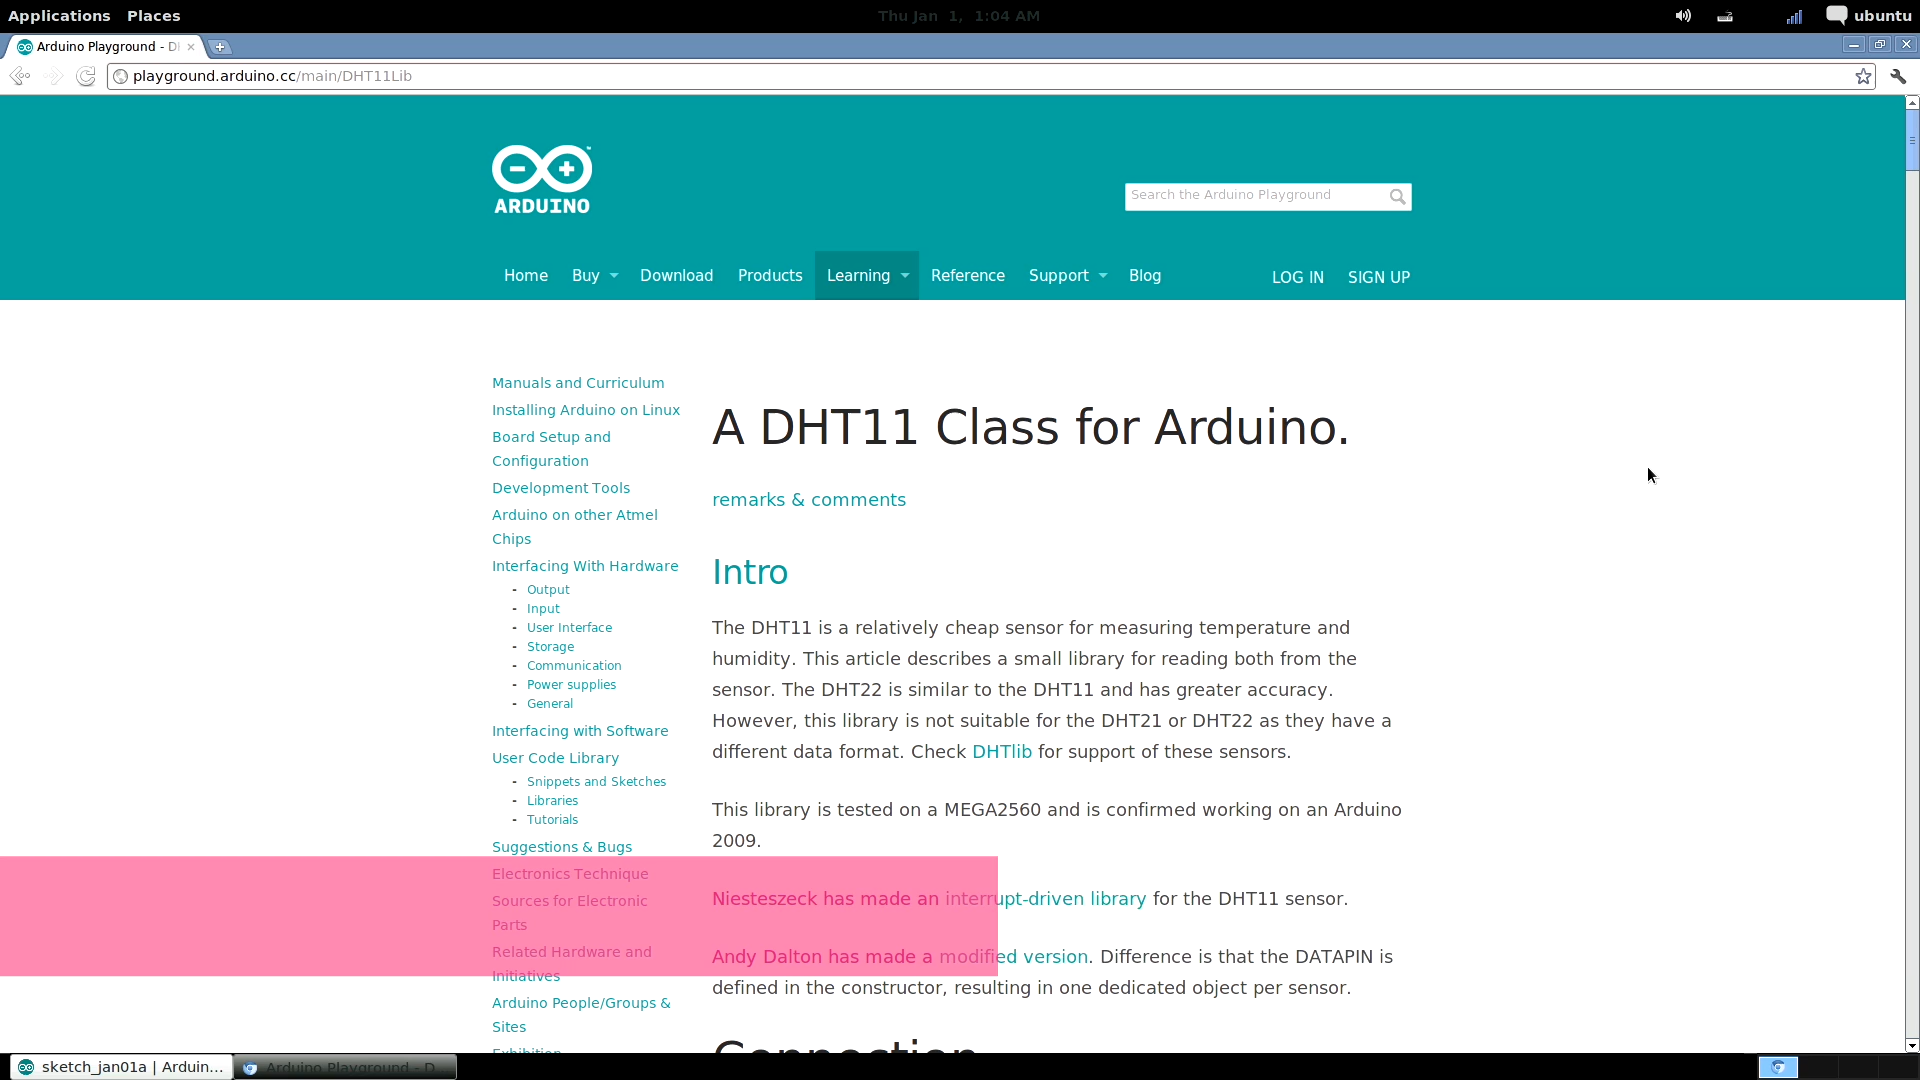 Applications Places
Thu Jan 1, 1:04 AM
ubuntu
Arduino Playground - D
playground.arduino.cc/main/DHT11Lib
ARDUINO
Search the Arduino Playground
Home Buy Download Products Learning Reference Support Blog
LOG IN SIGN UP
Manuals and Curriculum
Installing Arduino on Linux
Board Setup and
Configuration
Development Tools
Arduino on other Atmel
Chips
Interfacing With Hardware
- Output
- Input
- User Interface
- Storage
- Communication
- Power supplies
- General
Interfacing with Software
User Code Library
- Snippets and Sketches
- Libraries
- Tutorials
Suggestions & Bugs
Electronics Technique
Sources for Electronic
Parts
Related Hardware and
Initiatives
Arduino People/Groups &
Sites
Exhibition
A DHT11 Class for Arduino.
remarks & comments
Intro
The DHT11 is a relatively cheap sensor for measuring temperature and
humidity. This article describes a small library for reading both from the
sensor. The DHT22 is similar to the DHT11 and has greater accuracy.
However, this library is not suitable for the DHT21 or DHT22 as they have a
different data format. Check DHTlib for support of these sensors.
This library is tested on a MEGA2560 and is confirmed working on an Arduino
2009.
Niesteszeck has made an interrupt-driven library for the DHT11 sensor.
Andy Dalton has made a modified version. Difference is that the DATAPIN is
defined in the constructor, resulting in one dedicated object per sensor.
Connection
sketch_jan01a | Arduin...
Arduino Playground - D